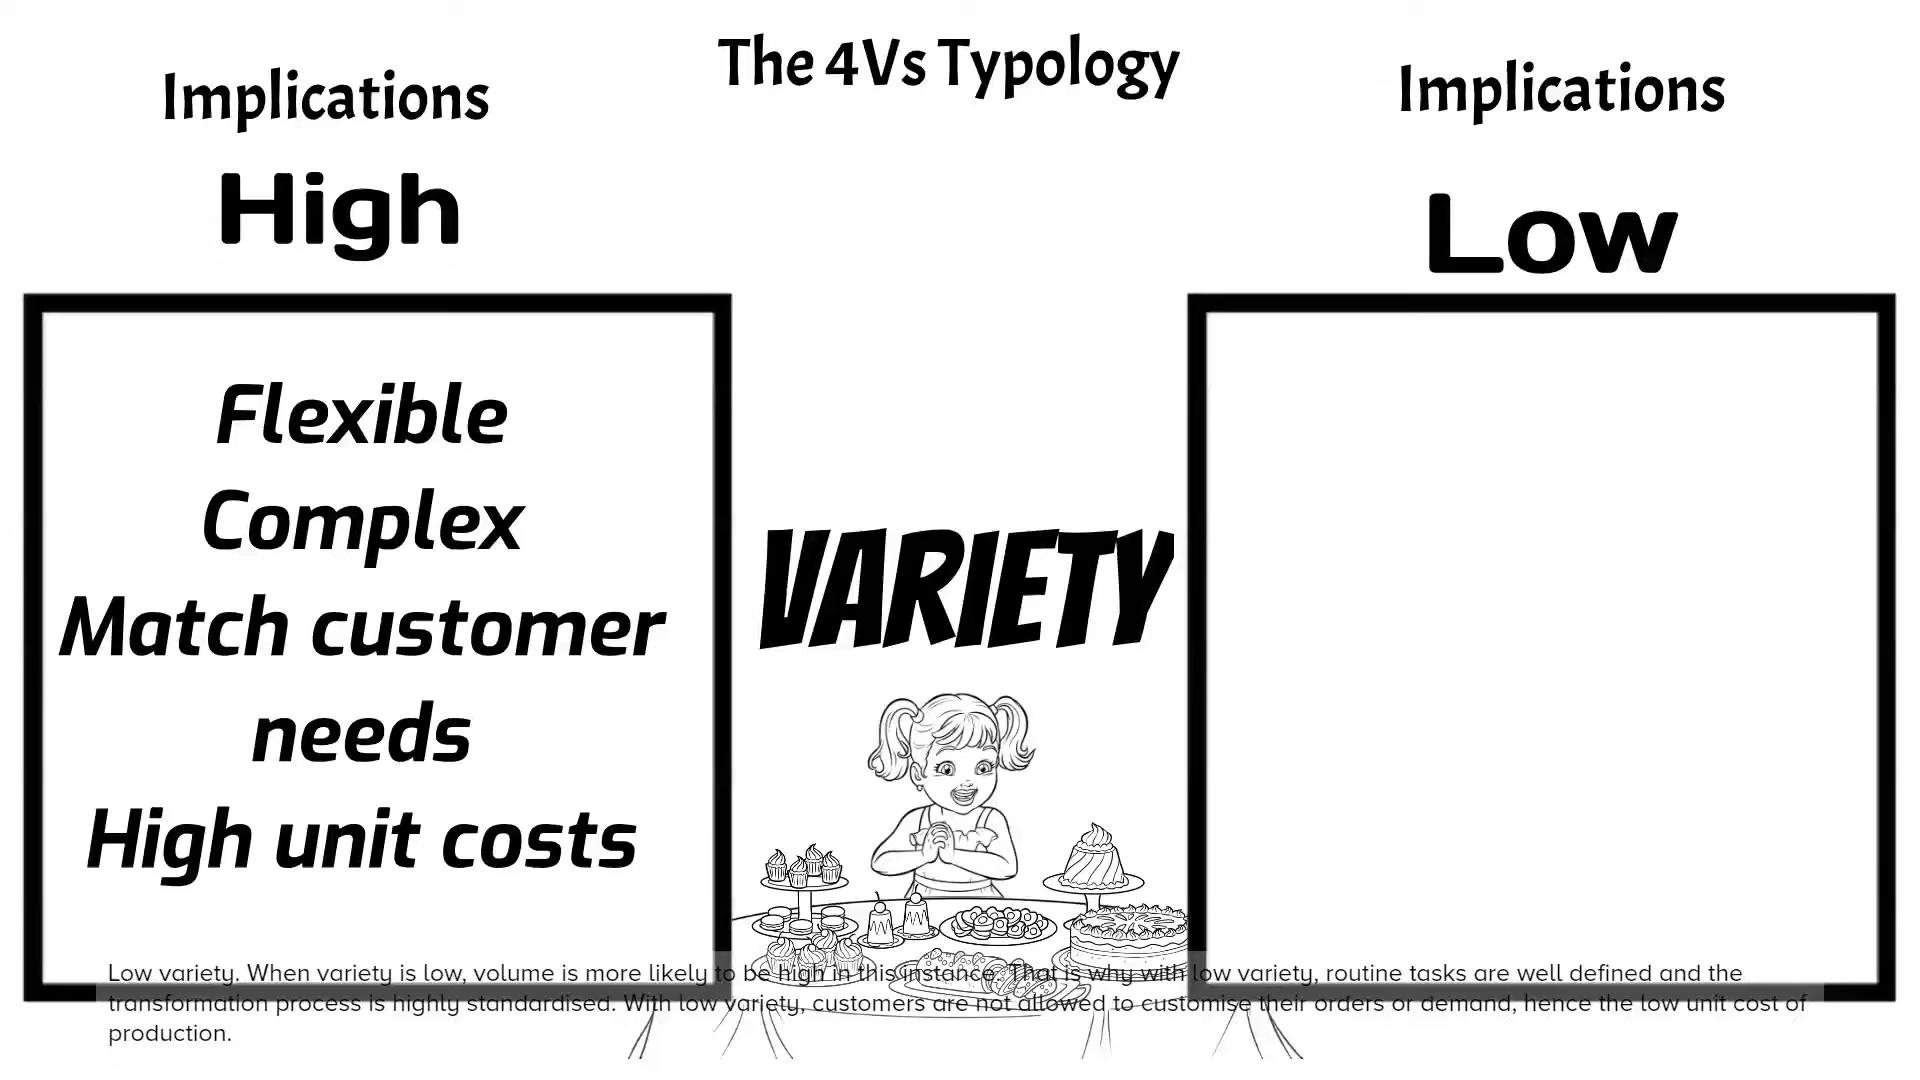 The 4Vs Typology
Implications
High
Flexible
Complex
Match customer
needs
High unit costs
VARIETY
Implications
Low
Low variety. When variety is low, volume is more likely to be high in this instance. That is why with low variety, routine tasks are well defined and the
transformation process is highly standardised. With low variety, customers are not allowed to customise their orders or demand, hence the low unit cost of
production.